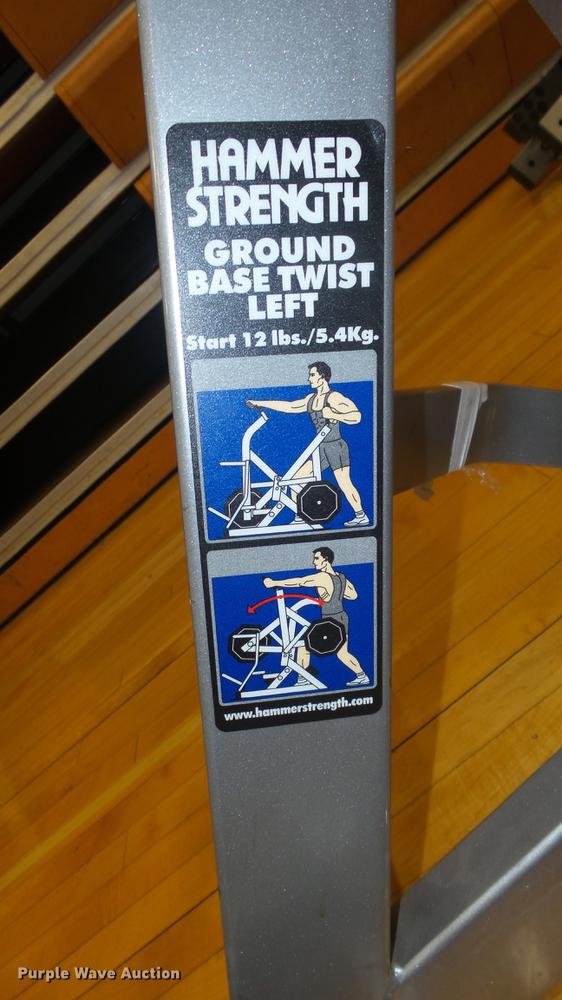 HAMMER
STRENGTH
GROUND
BASE TWIST
LEFT
Start 12 lbs./5.4Kg.
www.hammerstrength.com
Purple Wave Auction